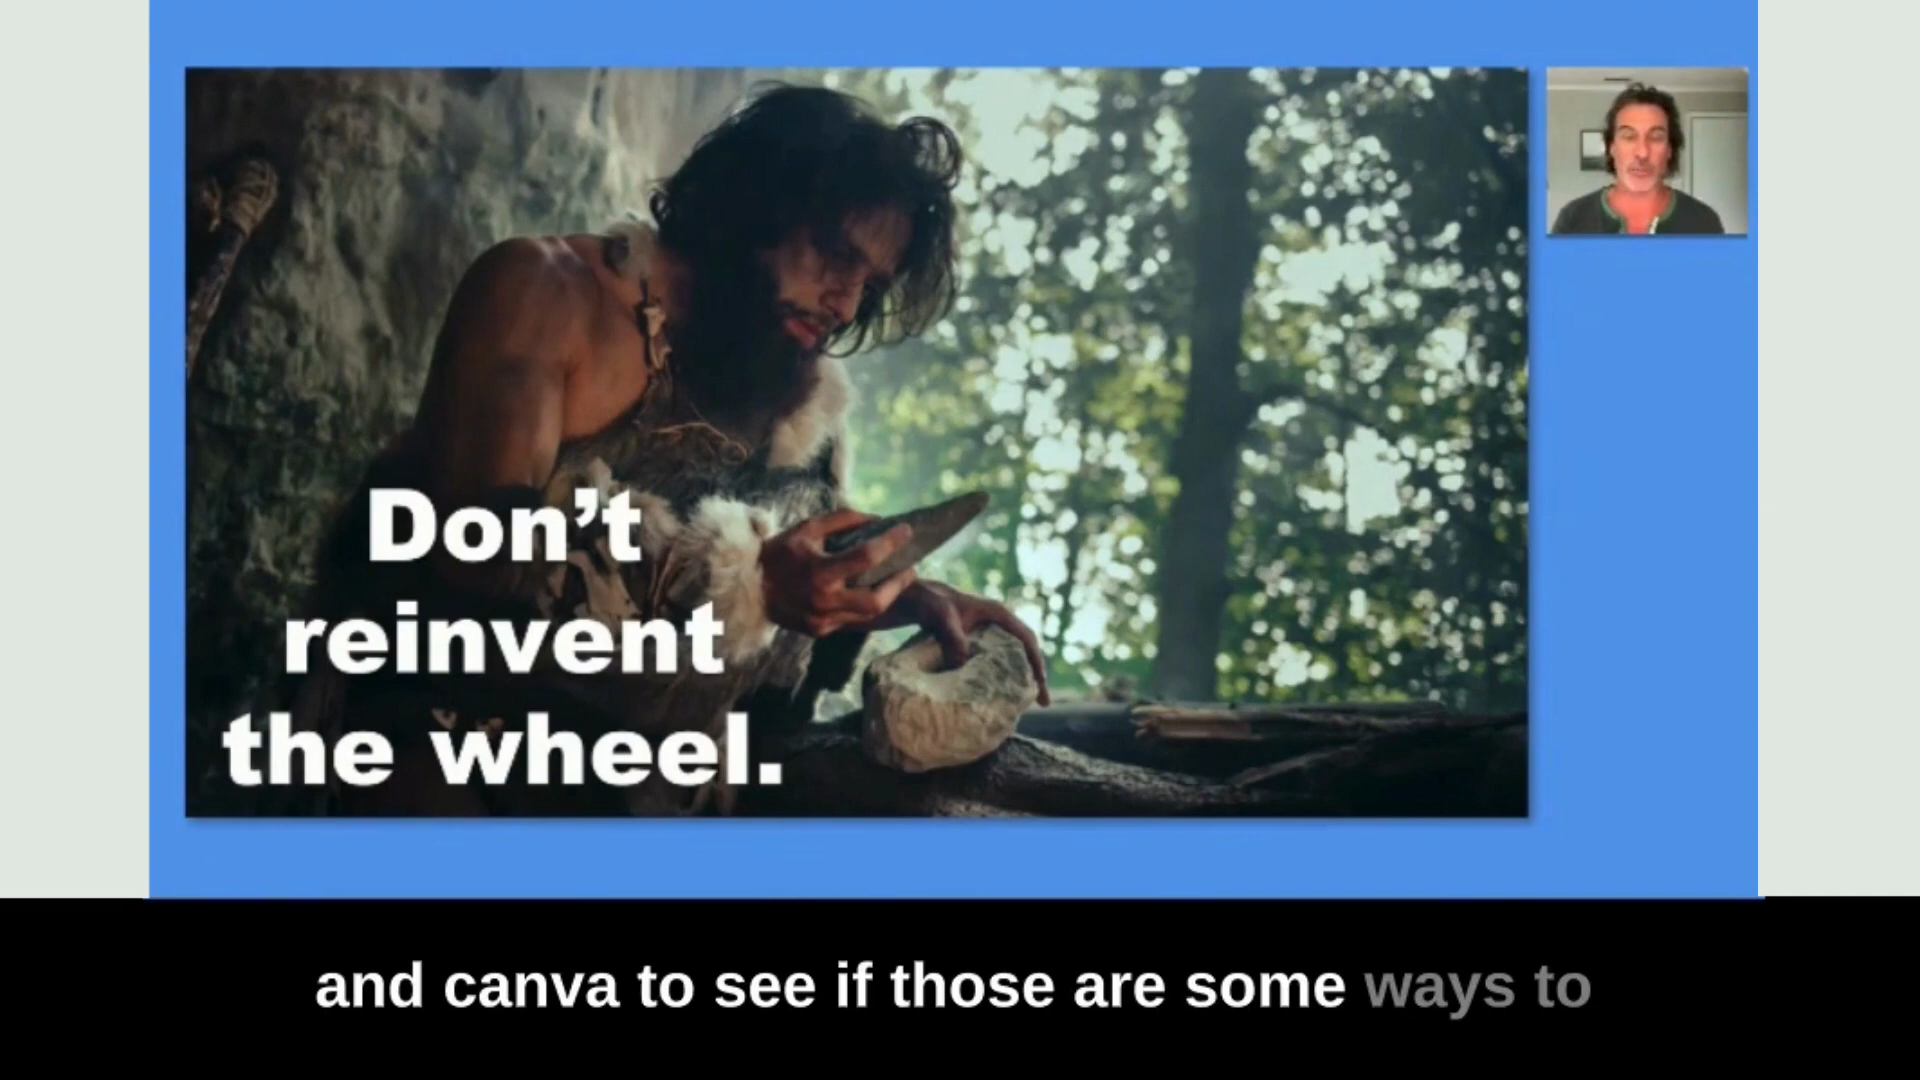 Don’t
reinvent
the wheel.
and canva to see if those are some ways to